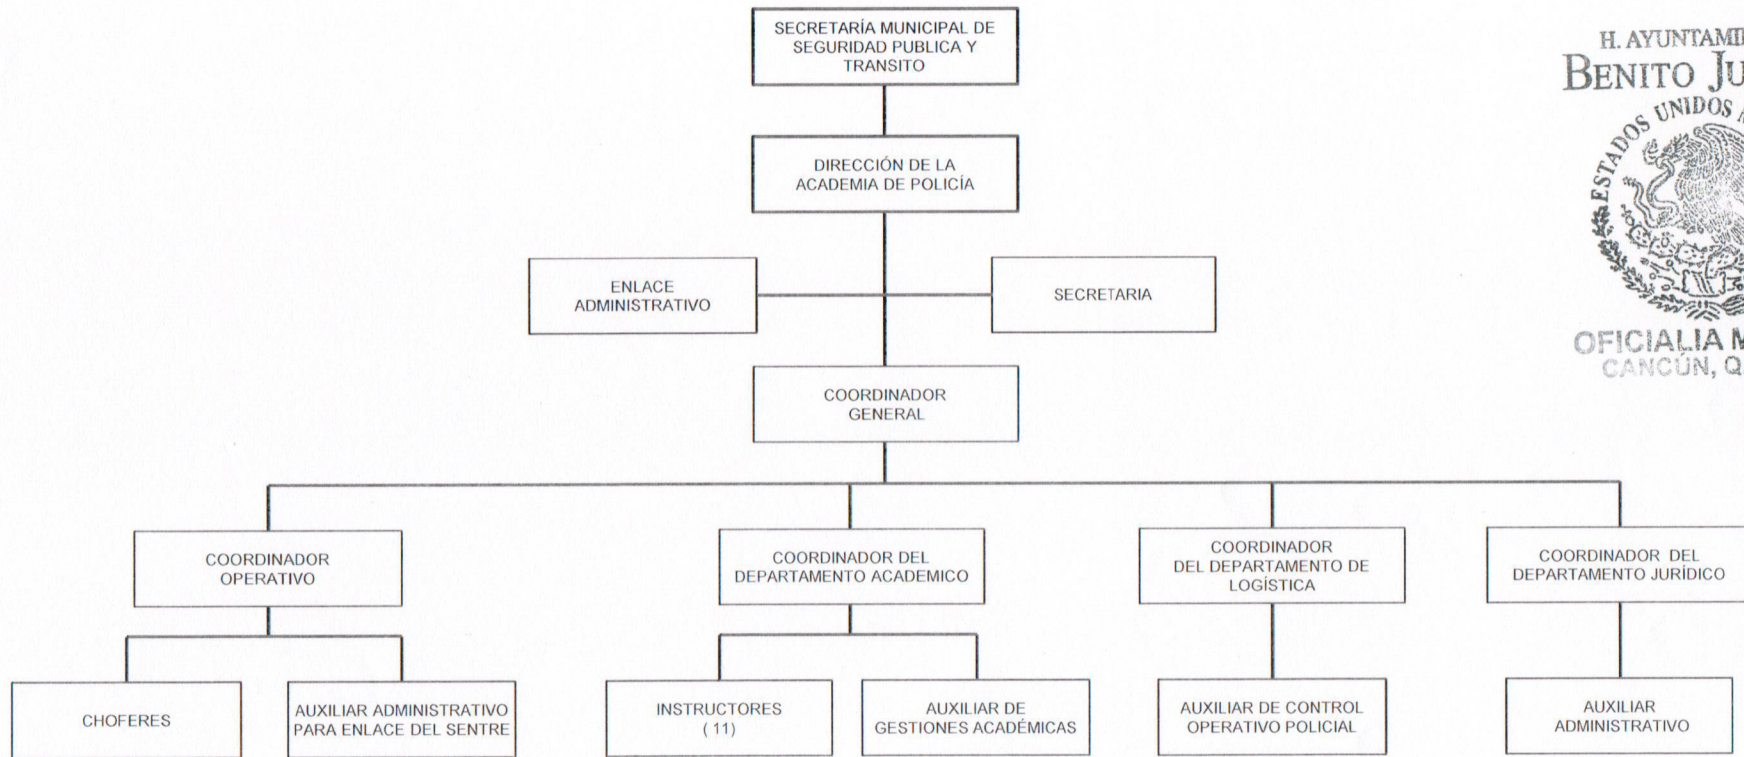 SECRETARÍA MUNICIPAL DE
SEGURIDAD PUBLICA Y
TRANSITO
H. AYUNTAMI
BENITO JU
ESTADOS UNIDOS
OFICIALIA M
CANCÚN, Q.
DIRECCIÓN DE LA
ACADEMIA DE POLICÍA
ENLACE
ADMINISTRATIVO
SECRETARIA
COORDINADOR
GENERAL
COORDINADOR
OPERATIVO
COORDINADOR DEL
DEPARTAMENTO ACADEMICO
COORDINADOR
DEL DEPARTAMENTO DE
LOGÍSTICA
COORDINADOR DEL
DEPARTAMENTO JURÍDICO
CHOFERES
AUXILIAR ADMINISTRATIVO
PARA ENLACE DEL SENTRE
INSTRUCTORES
( 11)
AUXILIAR DE
GESTIONES ACADÉMICAS
AUXILIAR DE CONTROL
OPERATIVO POLICIAL
AUXILIAR
ADMINISTRATIVO